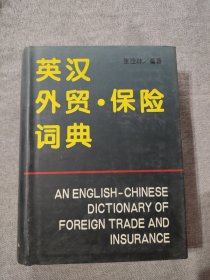 英汉
外贸·保险
词典
编著
AN ENGLISH-CHINESE
DICTIONARY OF
FOREIGN TRADE AND
INSURANCE